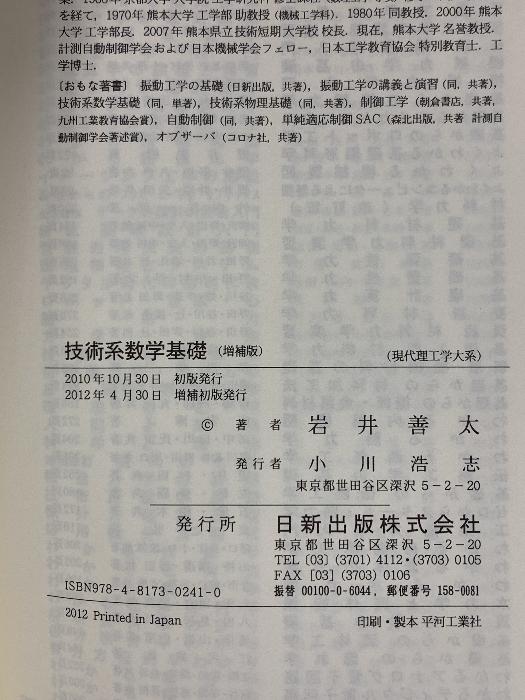 を経て，1970年 熊本大学 工学部 助教授（機械工学科）．1980年 同教授．2000年 熊本
大学 工学部長．2007年 熊本県立技術短期大学校 校長．現在，熊本大学 名誉教授．
計測自動制御学会および日本機械学会フェロー，日本工学教育協会 特別教育士．工
学博士．
〔おもな著書〕 振動工学の基礎（日新出版，共著），振動工学の講義と演習（同，共著），
技術系数学基礎（同，単著），技術系物理基礎（同，共著），制御工学（朝倉書店，共著，
九州工業教育協会賞），自動制御（同，共著），単純適応制御 SAC（森北出版，共著 計測自
動制御学会著述賞），オブザーバ（コロナ社，共著）
技術系数学基礎（増補版） （現代理工学大系）
2010年10月30日 初版発行
2012年 4月30日 増補初版発行
© 著者 岩井善太
発行者 小川浩志
東京都世田谷区深沢 5－2－20
発行所 日新出版株式会社
東京都世田谷区深沢 5－2－20
TEL [03] (3701) 4112・(3703) 0105
FAX [03] (3703) 0106
振替 00100-0-6044，郵便番号 158-0081
ISBN978-4-8173-0241-0
2012 Printed in Japan 印刷・製本 平河工業社